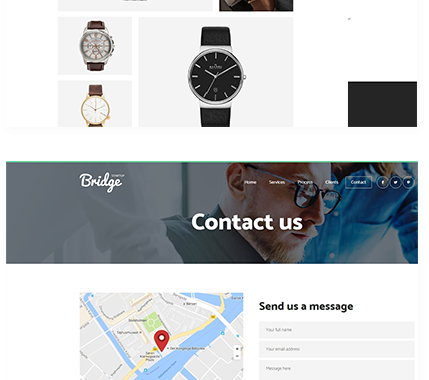 SKAGEN
Bridge
Home
Services
Process
Clients
Contact
Contact us
Send us a message
Your full name
Your email address
Message here